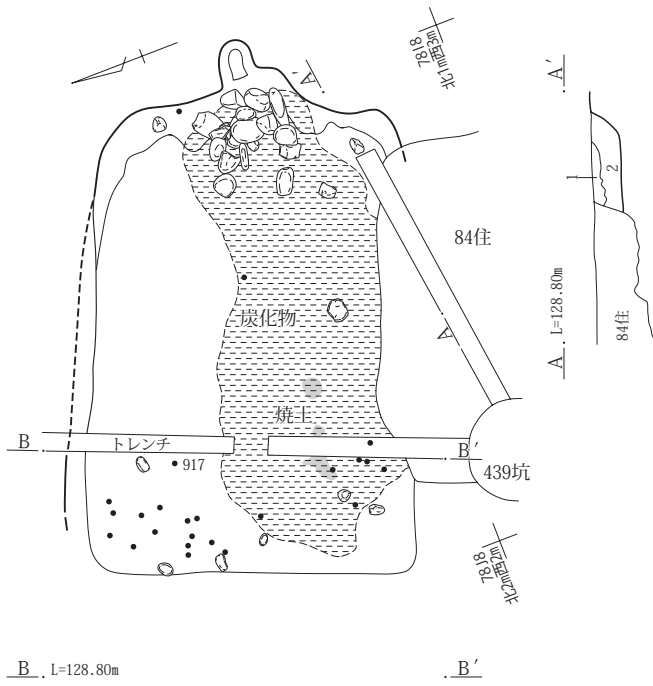 78J8
北1m西3m
A′
A′
1
2
84住
A L=128.80m
84住
炭化物
A
焼土
B
トレンチ
B′
917
439坑
78J8
北2m西2m
B L=128.80m
B′